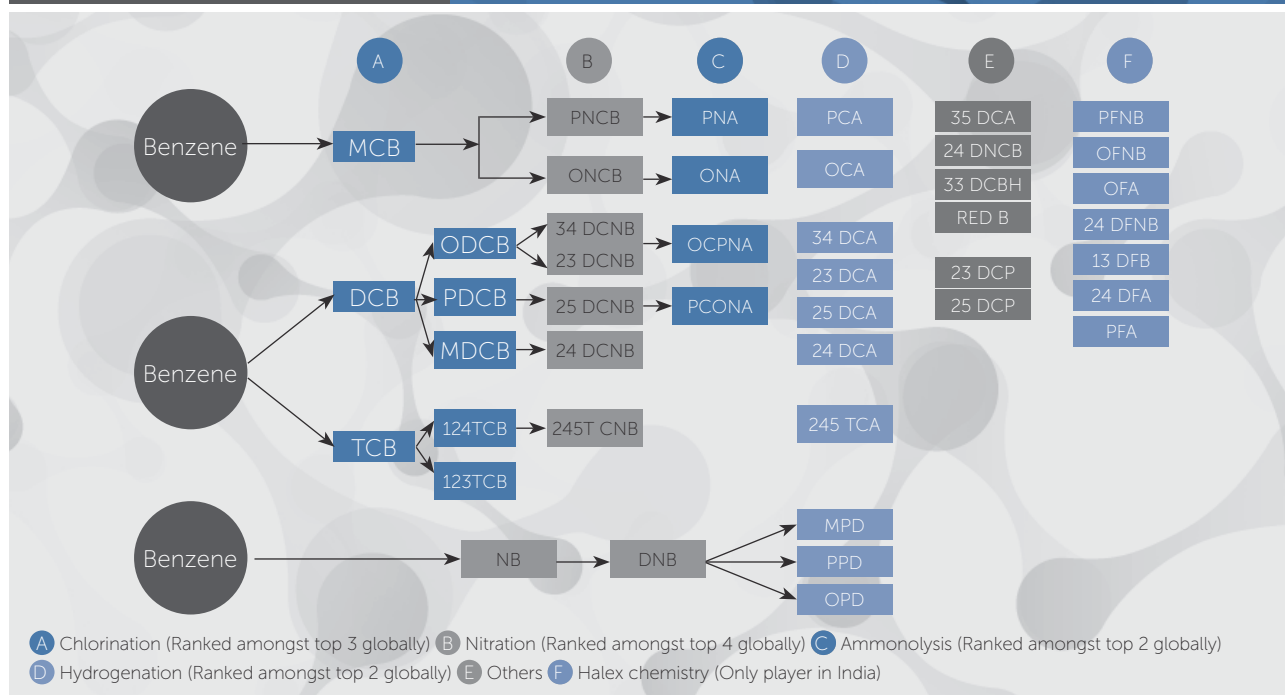 A
B
C
D
E
F
Benzene
MCB
PNCB
PNA
PCA
35 DCA
PFNB
24 DNCB
OFNB
ONCB
ONA
OCA
33 DCBH
OFA
RED B
24 DFNB
Benzene
DCB
ODCB
34 DCNB
23 DCNB
OCPNA
34 DCA
23 DCA
23 DCP
13 DFB
PDCB
25 DCNB
PCONA
25 DCA
25 DCP
24 DFA
MDCB
24 DCNB
24 DCA
PFA
TCB
124TCB
245T CNB
245 TCA
123TCB
Benzene
NB
DNB
MPD
PPD
OPD
A Chlorination (Ranked amongst top 3 globally) B Nitration (Ranked amongst top 4 globally) C Ammonolysis (Ranked amongst top 2 globally)
D Hydrogenation (Ranked amongst top 2 globally) E Others F Halex chemistry (Only player in India)